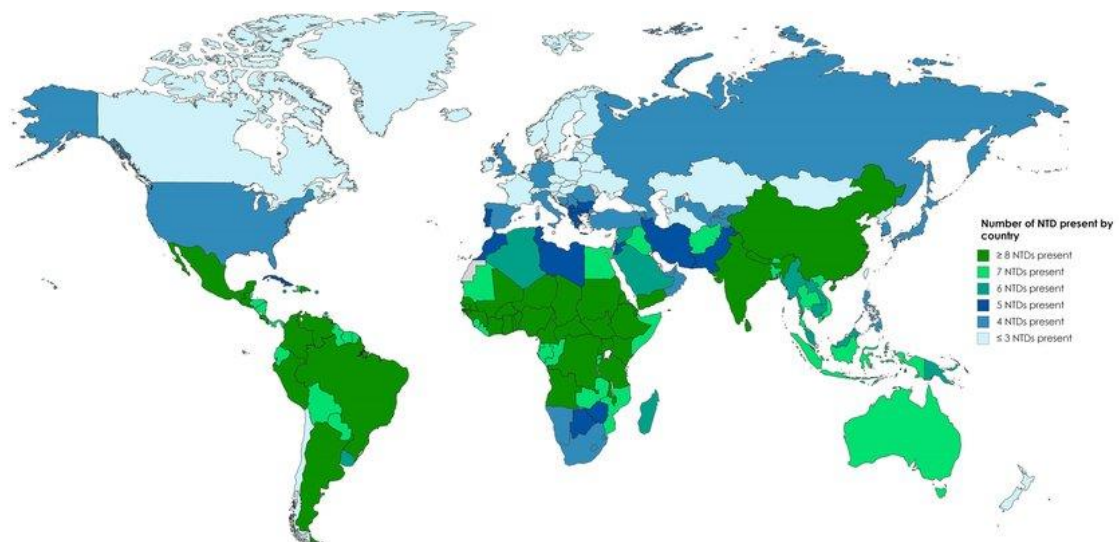 Number of NTD present by
country
≥ 8 NTDs present
7 NTDs present
6 NTDs present
5 NTDs present
4 NTDs present
≤ 3 NTDs present